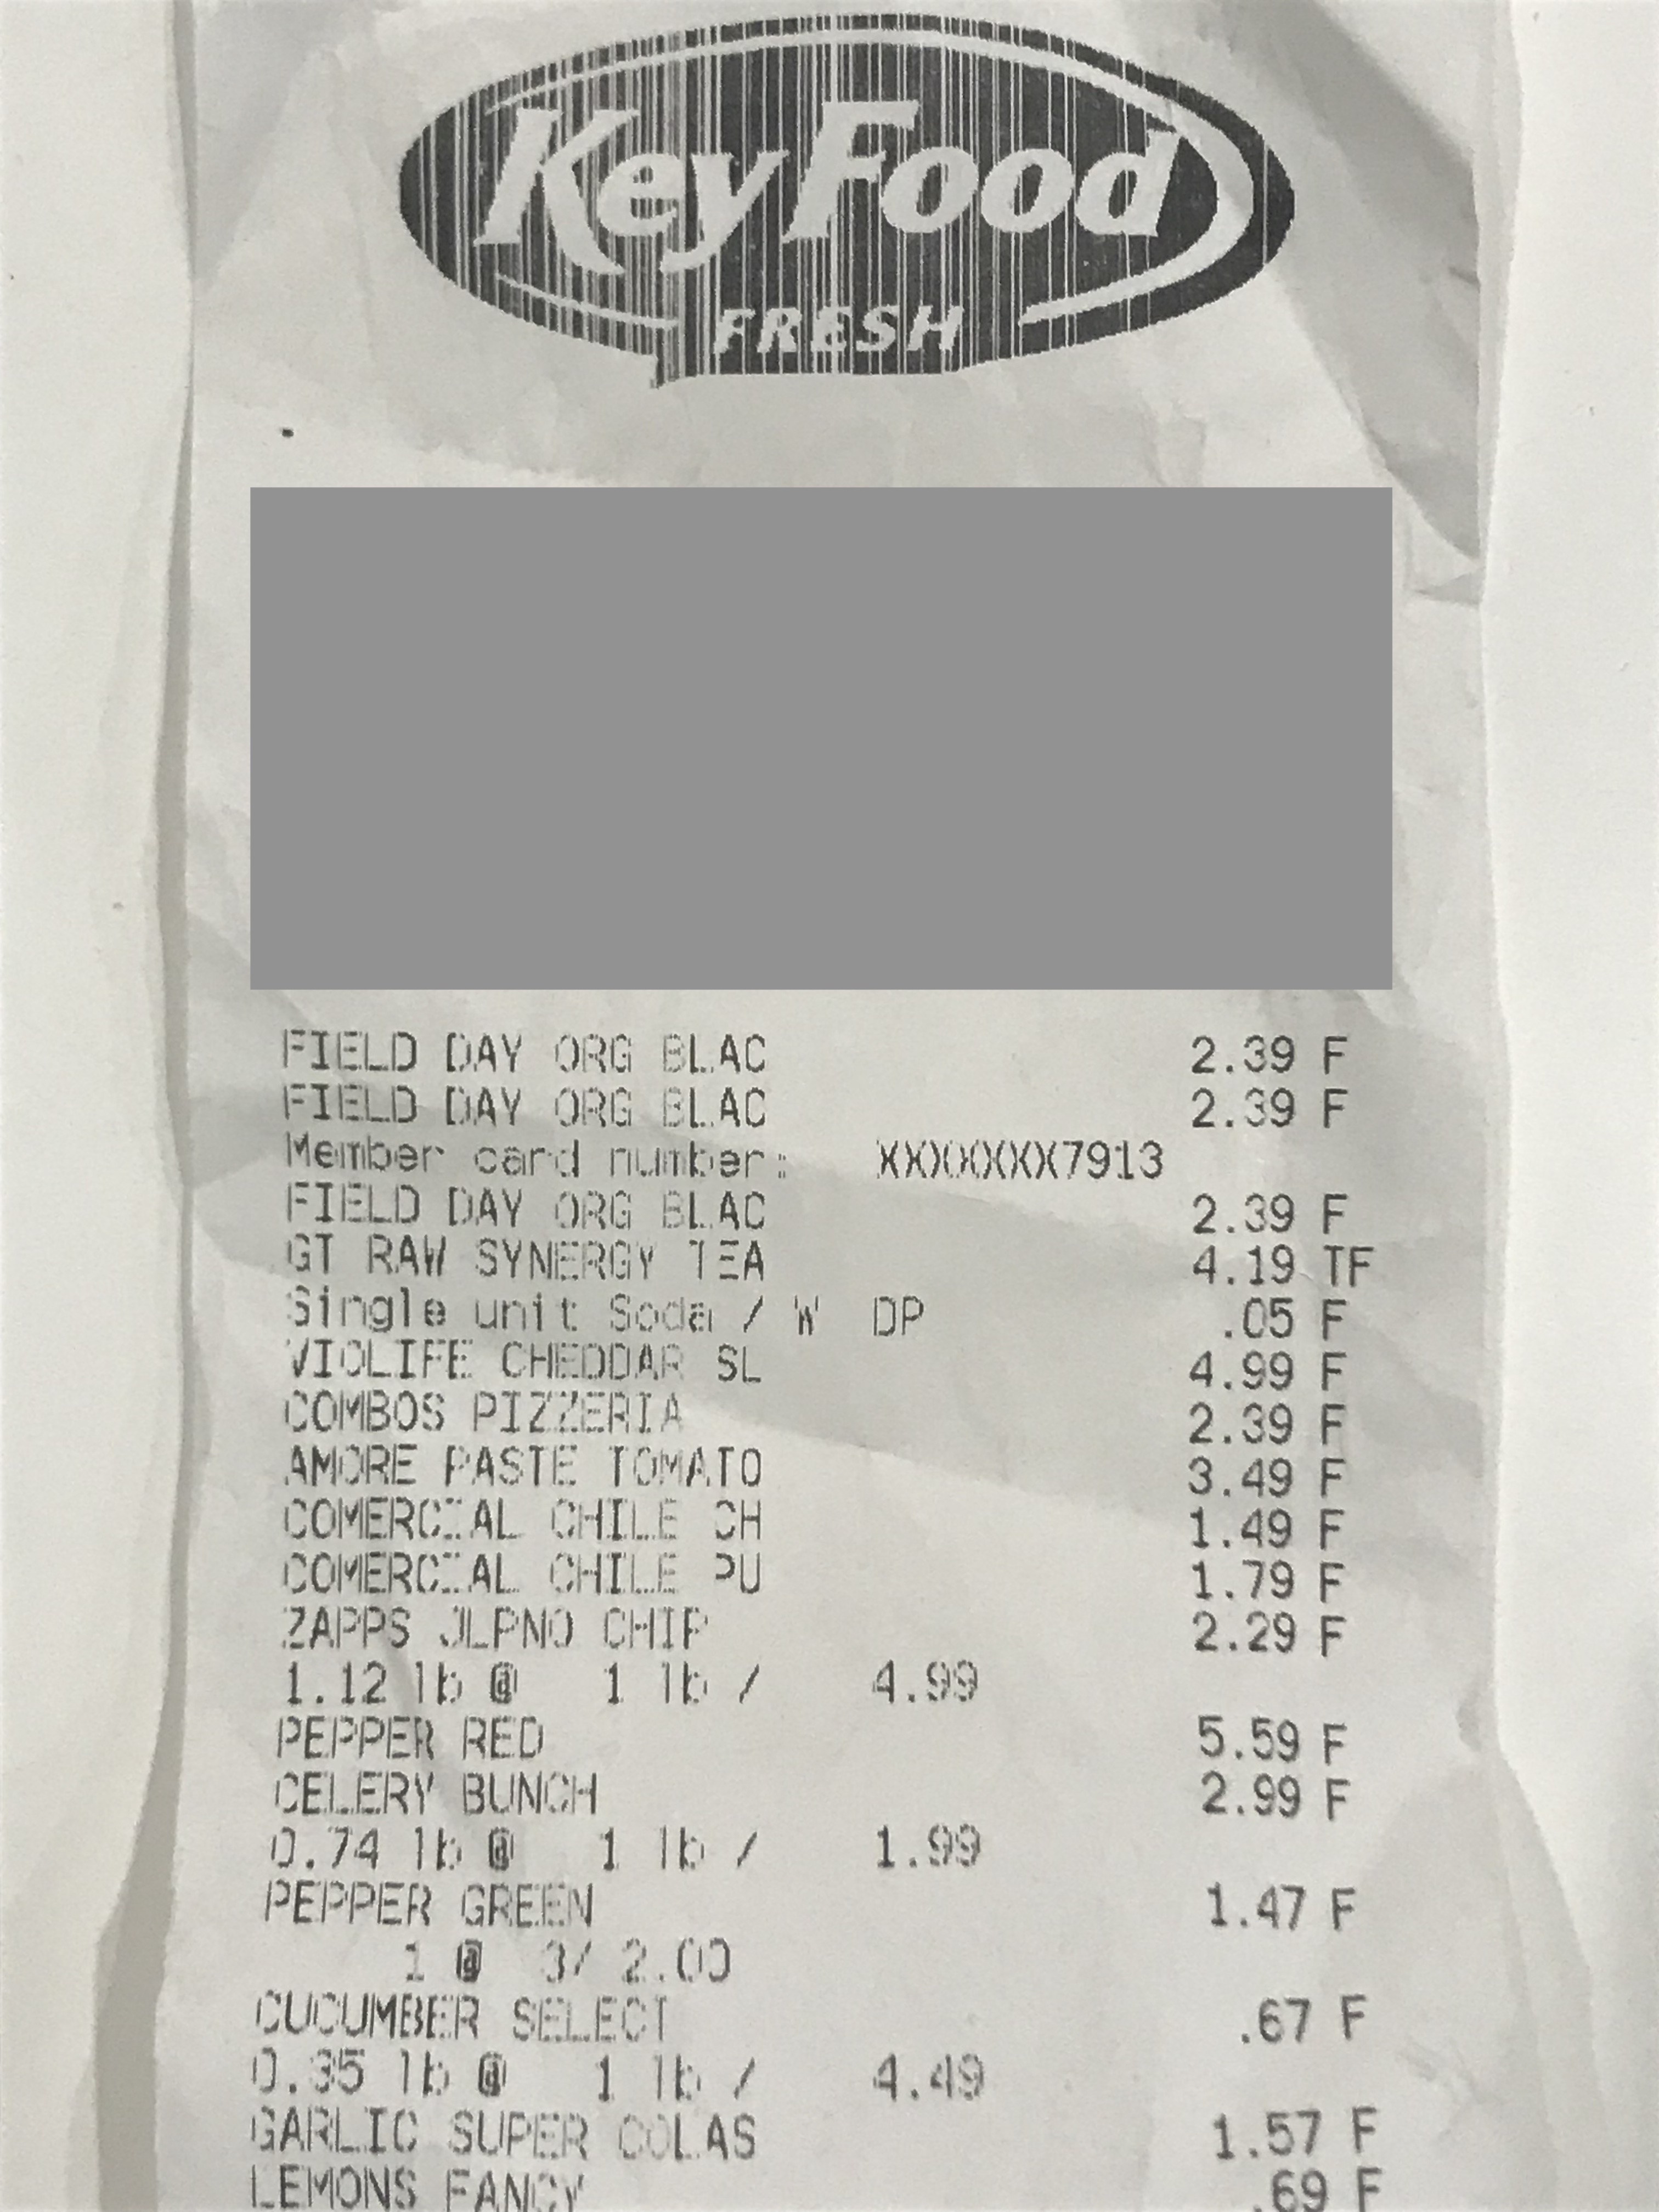 KeyFood
FRESH
FIELD DAY ORG BLAC 2.39 F
FIELD DAY ORG BLAC 2.39 F
Member card number: XXXXXXX7913
FIELD DAY ORG BLAC 2.39 F
GT RAW SYNERGY TEA 4.19 TF
Single unit Soda / W DP .05 F
VIOLIFE CHEDDAR SL 4.99 F
COMBOS PIZZERIA 2.39 F
AMORE PASTE TOMATO 3.49 F
COMERCIAL CHILE CH 1.49 F
COMERCIAL CHILE PU 1.79 F
ZAPPS JLPNO CHIP 2.29 F
1.12 lb @ 1 lb / 4.99
PEPPER RED 5.59 F
CELERY BUNCH 2.99 F
0.74 lb @ 1 lb / 1.99
PEPPER GREEN 1.47 F
1 @ 3/ 2.00
CUCUMBER SELECT .67 F
0.35 lb @ 1 lb / 4.49
GARLIC SUPER COLAS 1.57 F
LEMONS FANCY .69 F